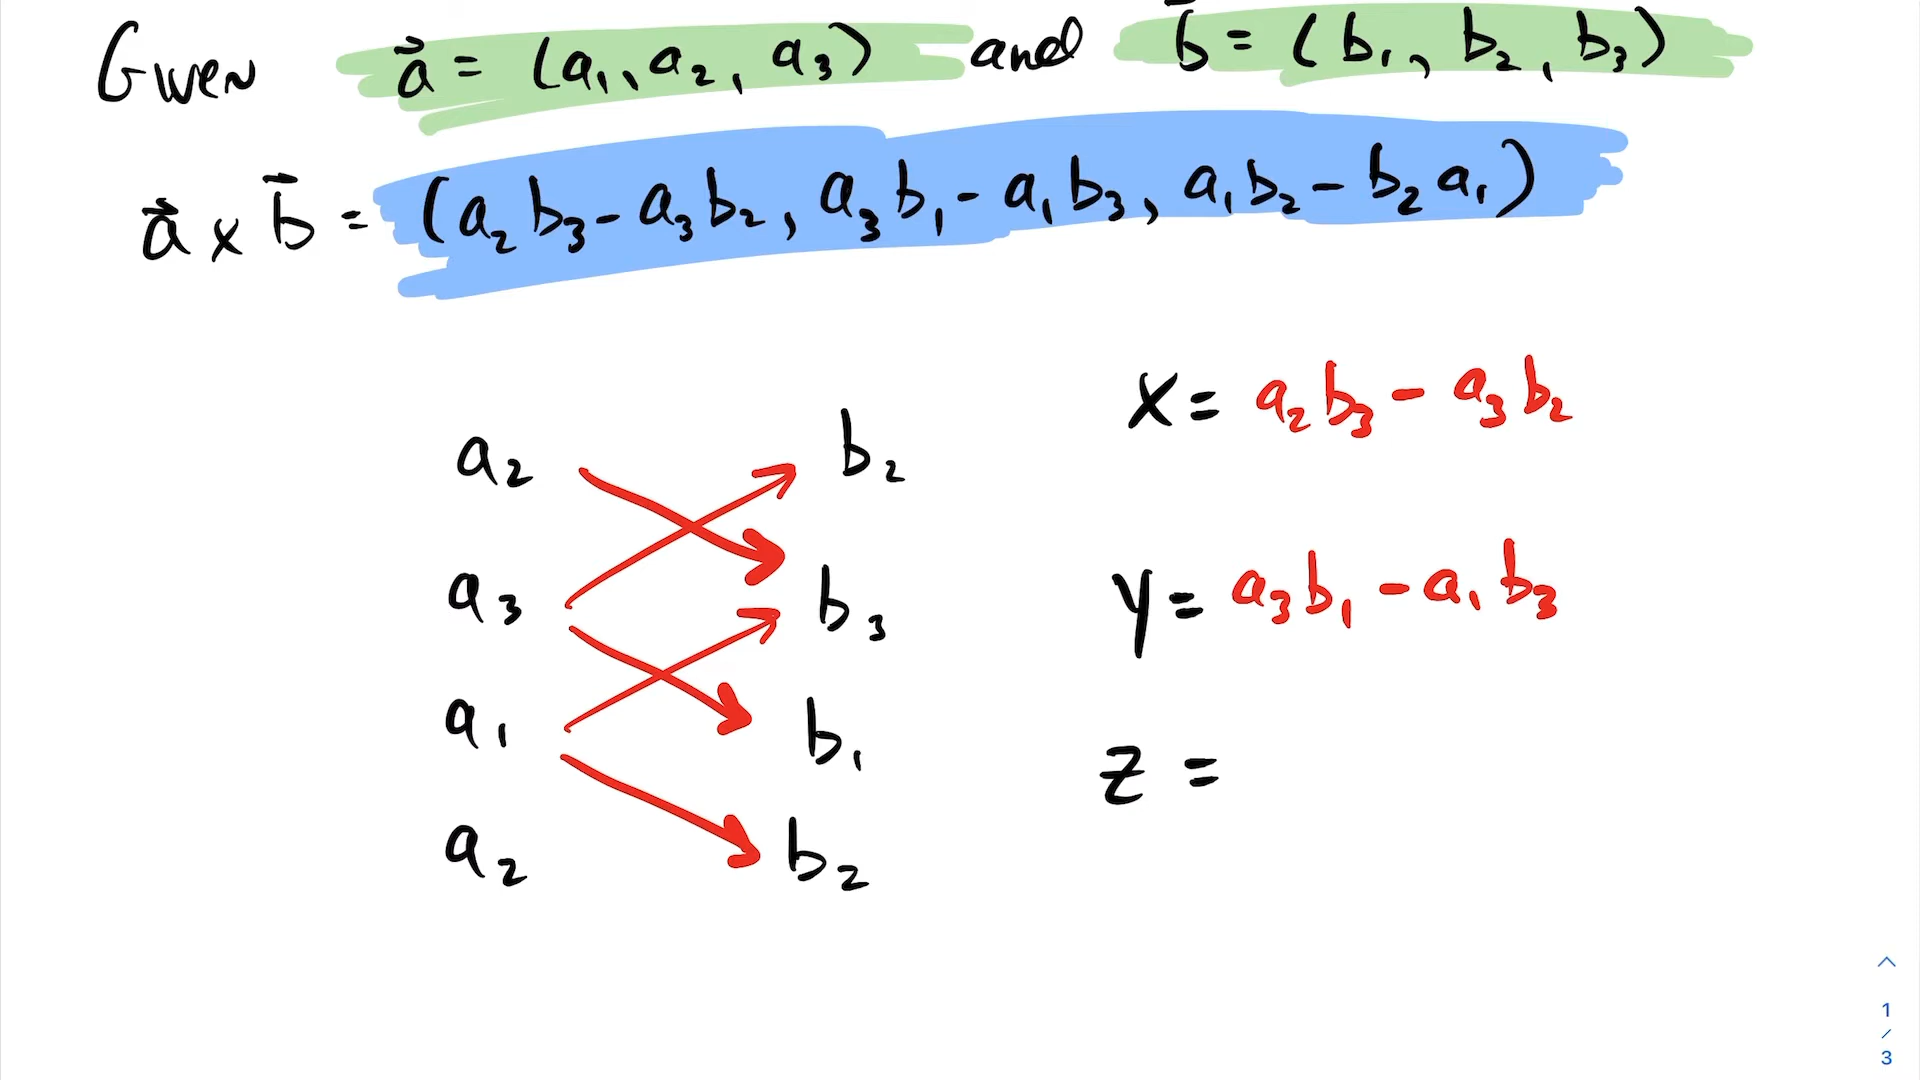 Given a⃗ = (a₁, a₂, a₃) and b⃗ = (b₁, b₂, b₃)
a⃗ x b⃗ = (a₂b₃ - a₃b₂, a₃b₁ - a₁b₃, a₁b₂ - b₂a₁)
x = a₂b₃ - a₃b₂
a₂ b₂
a₃ b₃
y = a₃b₁ - a₁b₃
a₁ b₁
z =
a₂ b₂
1
/
3